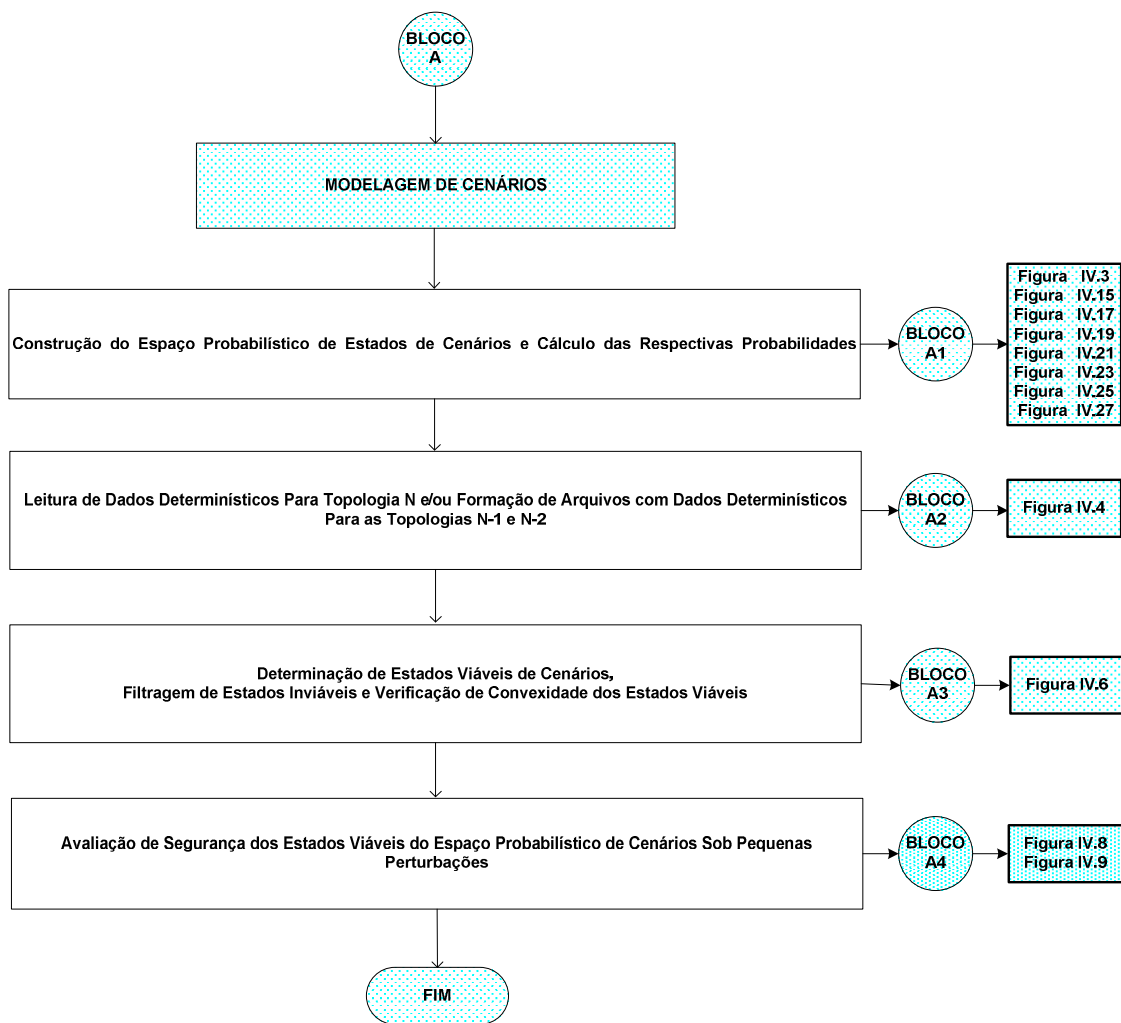 BLOCO
A
MODELAGEM DE CENÁRIOS
Construção do Espaço Probabilístico de Estados de Cenários e Cálculo das Respectivas Probabilidades
BLOCO
A1
Figura IV.3
Figura IV.15
Figura IV.17
Figura IV.19
Figura IV.21
Figura IV.23
Figura IV.25
Figura IV.27
Leitura de Dados Determinísticos Para Topologia N e/ou Formação de Arquivos com Dados Determinísticos
Para as Topologias N-1 e N-2
BLOCO
A2
Figura IV.4
Determinação de Estados Viáveis de Cenários,
Filtragem de Estados Inviáveis e Verificação de Convexidade dos Estados Viáveis
BLOCO
A3
Figura IV.6
Avaliação de Segurança dos Estados Viáveis do Espaço Probabilístico de Cenários Sob Pequenas
Perturbações
BLOCO
A4
Figura IV.8
Figura IV.9
FIM